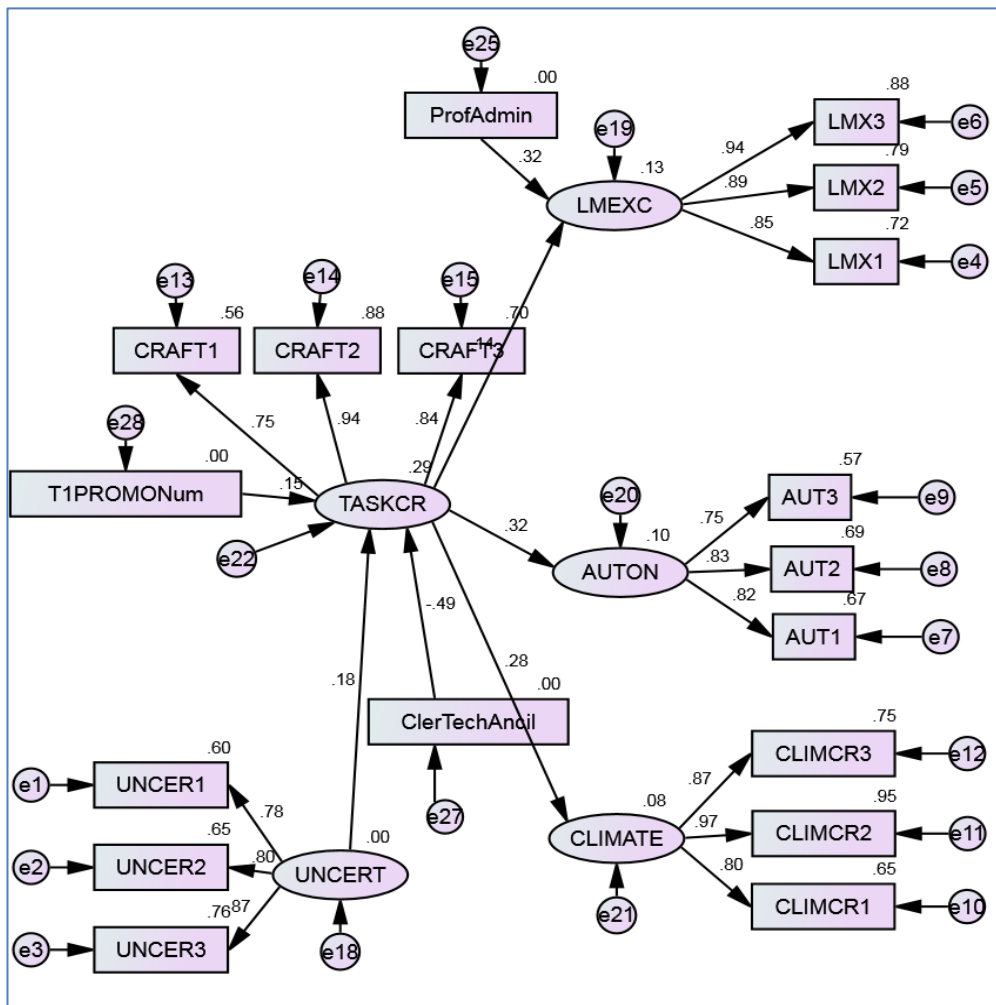 e25
.00
ProfAdmin
.32
e19
.13
LMEXC
.88
LMX3
e6
.94
.79
LMX2
e5
.89
.72
LMX1
e4
.85
e13
.56
CRAFT1
e14
.88
CRAFT2
e15
.70
CRAFT3
.14
.75
.94
.84
e28
.00
T1PROMONum
.15
.29
TASKCR
e22
e20
.10
AUTON
.32
.57
AUT3
e9
.75
.69
AUT2
e8
.83
.67
AUT1
e7
.82
-.49
.18
.28
.00
ClerTechAncil
e27
e1
.60
UNCER1
.78
e2
.65
UNCER2
.80
e3
.76
UNCER3
.87
.00
UNCERT
e18
.08
CLIMATE
e21
.75
CLIMCR3
e12
.87
.95
CLIMCR2
e11
.97
.65
CLIMCR1
e10
.80